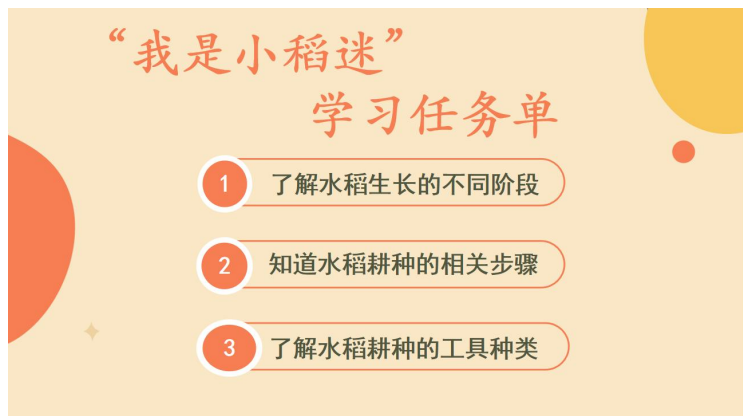 “我是小稻迷”
学习任务单
1 了解水稻生长的不同阶段
2 知道水稻耕种的相关步骤
3 了解水稻耕种的工具种类